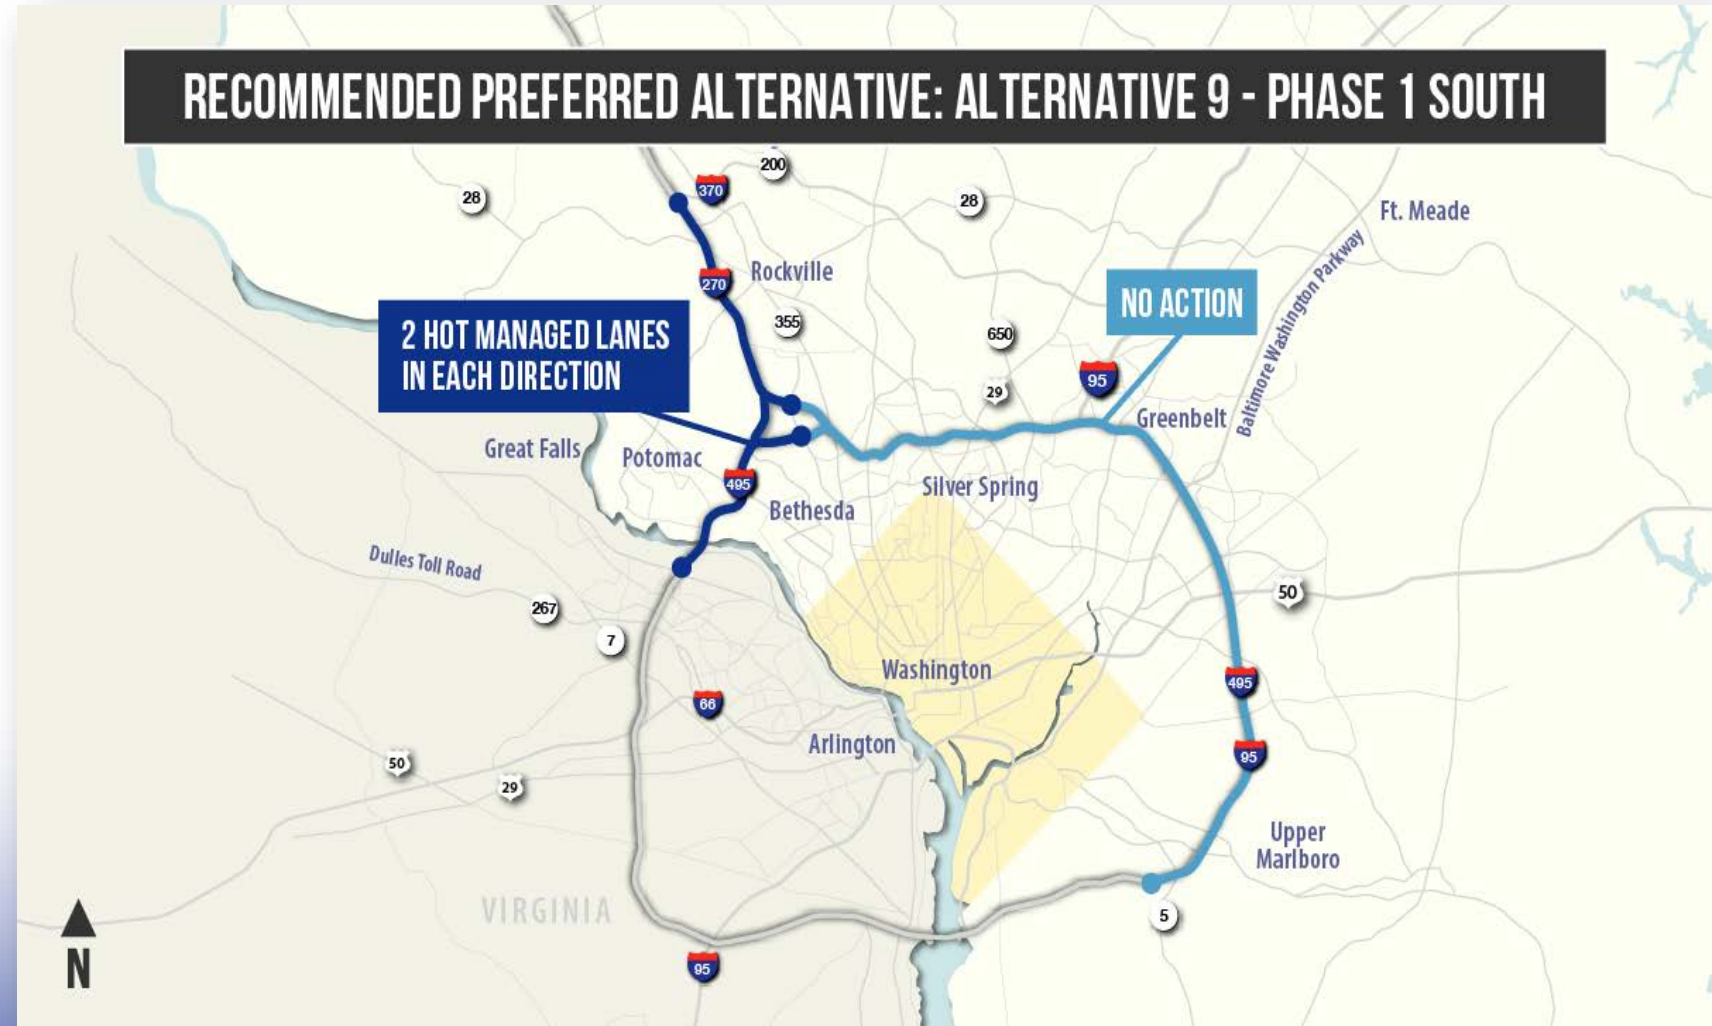 RECOMMENDED PREFERRED ALTERNATIVE: ALTERNATIVE 9 - PHASE 1 SOUTH
200
370
28
28
Ft. Meade
Baltimore Washington Parkway
Rockville
270
NO ACTION
2 HOT MANAGED LANES
IN EACH DIRECTION
355
650
95
29
Greenbelt
Great Falls
Potomac
495
Silver Spring
Bethesda
Dulles Toll Road
50
267
7
Washington
495
66
Arlington
95
50
29
Upper
Marlboro
VIRGINIA
5
N
95